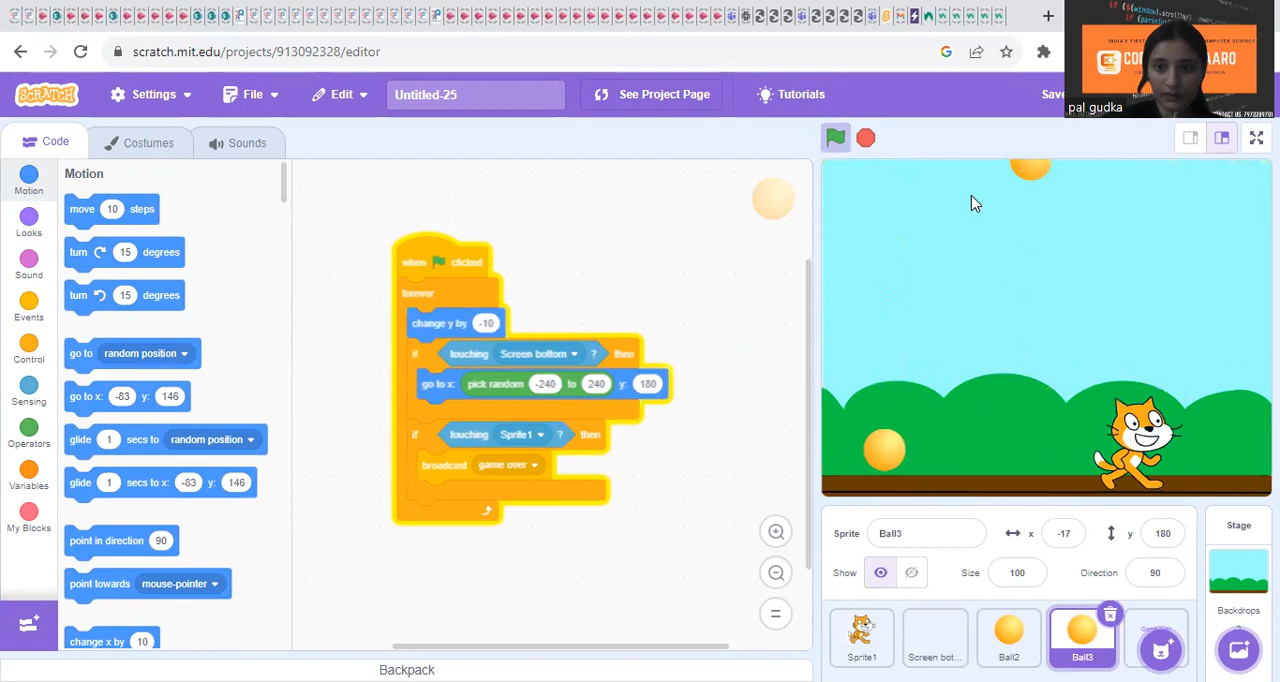 scratch.mit.edu/projects/913092328/editor
SCRATCH
Settings
File
Edit
Untitled-25
See Project Page
Tutorials
Save
pal gudka
Code
Costumes
Sounds
Motion
Looks
Sound
Events
Control
Sensing
Operators
Variables
My Blocks
Motion
move 10 steps
turn 15 degrees
turn 15 degrees
go to random position
go to x: -83 y: 146
glide 1 secs to random position
glide 1 secs to x: -83 y: 146
point in direction 90
point towards mouse-pointer
change x by 10
when clicked
forever
change y by -10
if touching Screen bottom ? then
go to x: pick random -240 to 240 y: 180
if touching Sprite1 ? then
broadcast game over
Sprite Ball3 x -17 y 180
Show Size 100 Direction 90
Sprite1
Screen bot...
Ball2
Ball3
Stage
Backdrops
Backpack